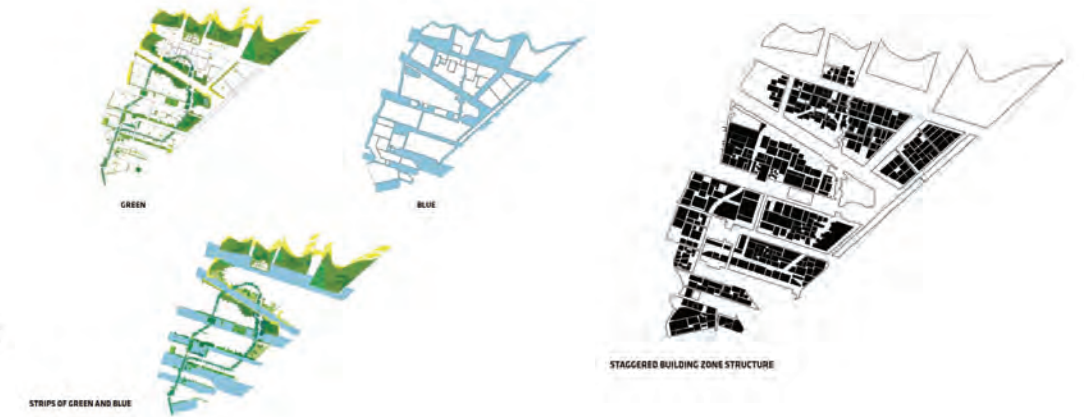 GREEN
BLUE
STRIPS OF GREEN AND BLUE
STAGGERED BUILDING ZONE STRUCTURE